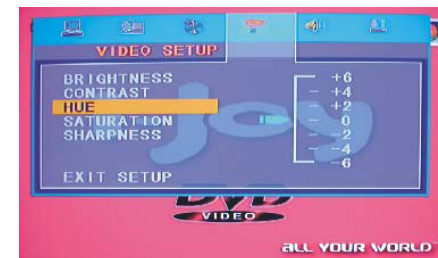 VIDEO SETUP
BRIGHTNESS
CONTRAST
HUE
SATURATION
SHARPNESS
EXIT SETUP
+6
+4
+2
0
-2
-4
-6
Joy
DVD
VIDEO
aLL YOUR WORLD